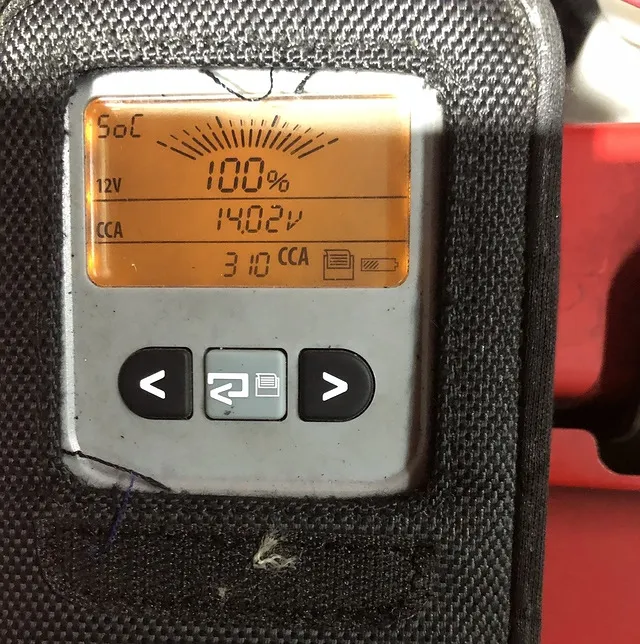 SoC
100%
12V
14.02v
CCA
310 CCA
< >